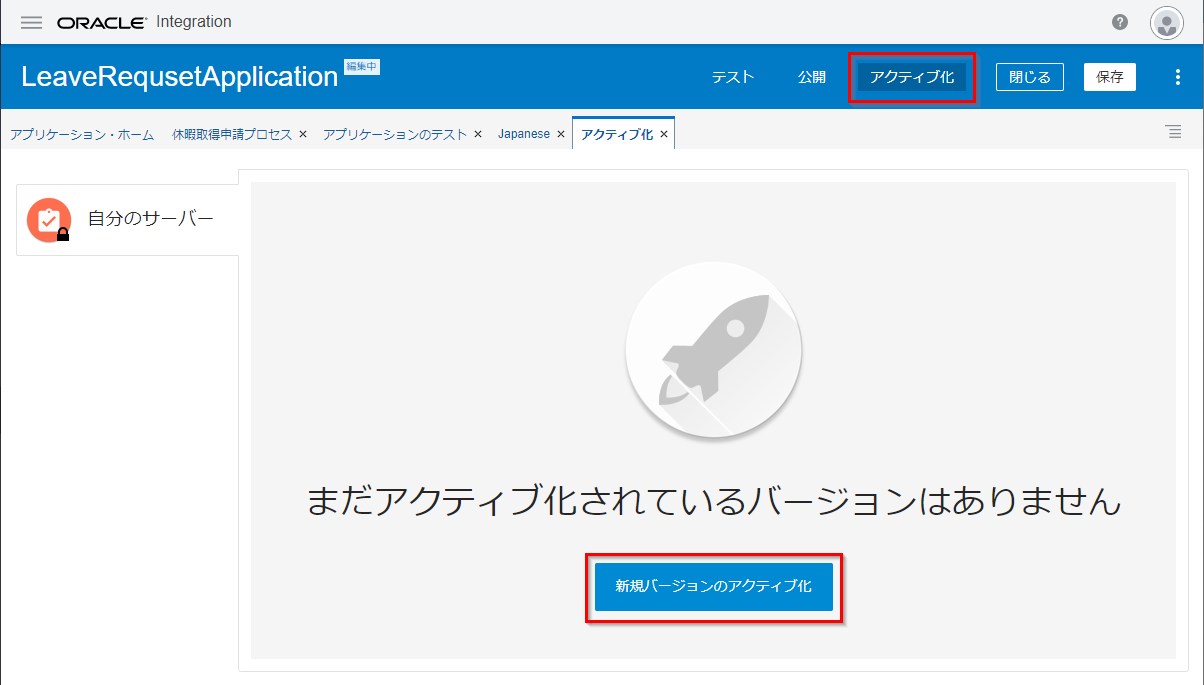 ORACLE Integration
LeaveRequsetApplication 編集中 テスト 公開 アクティブ化 閉じる 保存
アプリケーション・ホーム 休暇取得申請プロセス × アプリケーションのテスト × Japanese × アクティブ化 ×
自分のサーバー
まだアクティブ化されているバージョンはありません
新規バージョンのアクティブ化